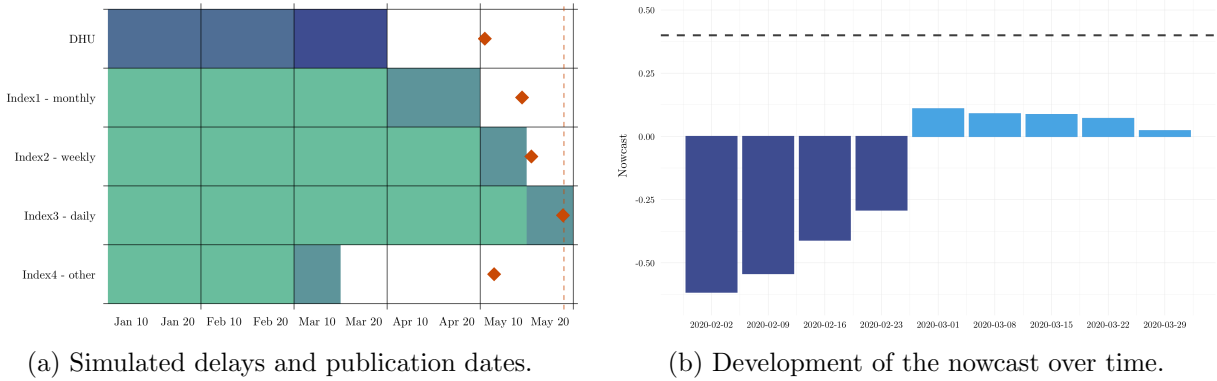 DHU
Index1 - monthly
Index2 - weekly
Index3 - daily
Index4 - other
Jan 10 Jan 20 Feb 10 Feb 20 Mar 10 Mar 20 Apr 10 Apr 20 May 10 May 20
(a) Simulated delays and publication dates.
Nowcast
0.50
0.25
0.00
-0.25
-0.50
2020-02-02 2020-02-09 2020-02-16 2020-02-23 2020-03-01 2020-03-08 2020-03-15 2020-03-22 2020-03-29
(b) Development of the nowcast over time.